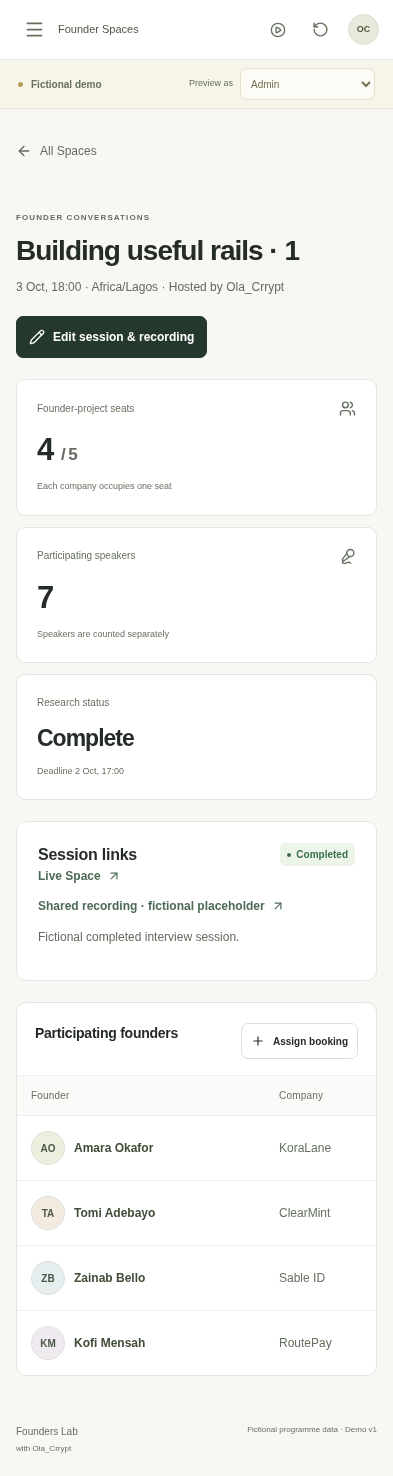 Founder Spaces
OC
Fictional demo
Preview as
Admin
All Spaces
FOUNDER CONVERSATIONS
Building useful rails · 1
3 Oct, 18:00 · Africa/Lagos · Hosted by Ola_Crrypt
Edit session & recording
Founder-project seats
4 / 5
Each company occupies one seat
Participating speakers
7
Speakers are counted separately
Research status
Complete
Deadline 2 Oct, 17:00
Session links
Completed
Live Space
Shared recording · fictional placeholder
Fictional completed interview session.
Participating founders
Assign booking
Founder Company
AO Amara Okafor KoraLane
TA Tomi Adebayo ClearMint
ZB Zainab Bello Sable ID
KM Kofi Mensah RoutePay
Founders Lab
with Ola_Crrypt
Fictional programme data · Demo v1